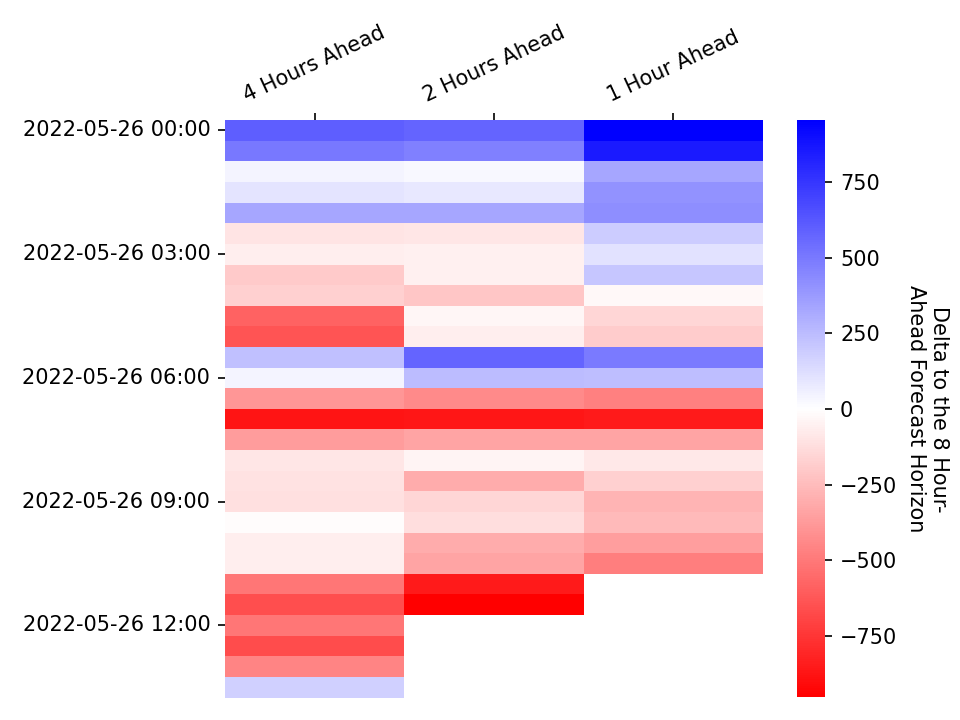 4 Hours Ahead
2 Hours Ahead
1 Hour Ahead
2022-05-26 00:00
2022-05-26 03:00
2022-05-26 06:00
2022-05-26 09:00
2022-05-26 12:00
750
500
250
0
−250
−500
−750
Delta to the 8 Hour-
Ahead Forecast Horizon